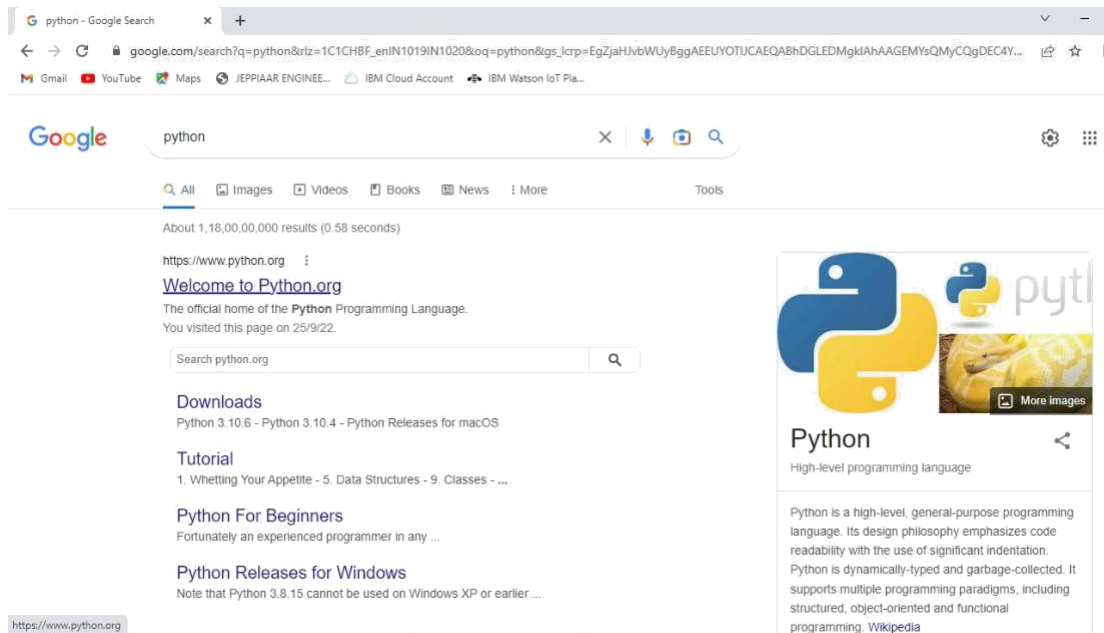 python - Google Search
google.com/search?q=python&rlz=1C1CHBF_enIN1019IN1020&oq=python&gs_lcrp=EgZjaHJvbWUyBggAEEUYOTIJCAEQABhDGLEDMgkIAhAAGEMYsQMyCQgDEC4Y...
Gmail YouTube Maps JEPPIAAR ENGINEE... IBM Cloud Account IBM Watson IoT Pla...
Google python
All Images Videos Books News More Tools
About 1,18,00,00,000 results (0.58 seconds)
https://www.python.org
Welcome to Python.org
The official home of the Python Programming Language.
You visited this page on 25/9/22.
Search python.org
Downloads
Python 3.10.6 - Python 3.10.4 - Python Releases for macOS
Tutorial
1. Whetting Your Appetite - 5. Data Structures - 9. Classes - ...
Python For Beginners
Fortunately an experienced programmer in any ...
Python Releases for Windows
Note that Python 3.8.15 cannot be used on Windows XP or earlier ...
https://www.python.org
pytl
More images
Python
High-level programming language
Python is a high-level, general-purpose programming
language. Its design philosophy emphasizes code
readability with the use of significant indentation.
Python is dynamically-typed and garbage-collected. It
supports multiple programming paradigms, including
structured, object-oriented and functional
programming. Wikipedia